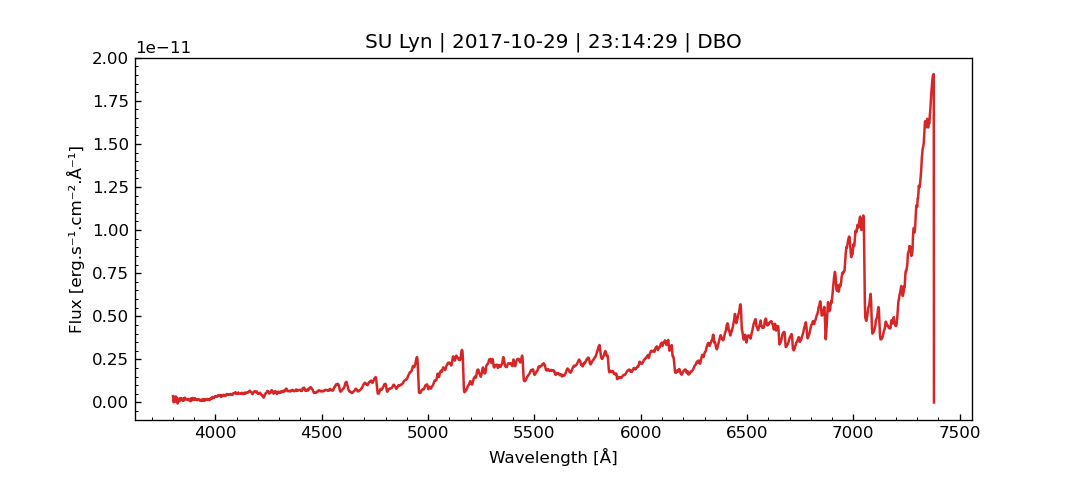 SU Lyn | 2017-10-29 | 23:14:29 | DBO
1e−11
2.00
1.75
1.50
1.25
1.00
0.75
0.50
0.25
0.00
Flux [erg.s⁻¹.cm⁻².Å⁻¹]
4000 4500 5000 5500 6000 6500 7000 7500
Wavelength [Å]